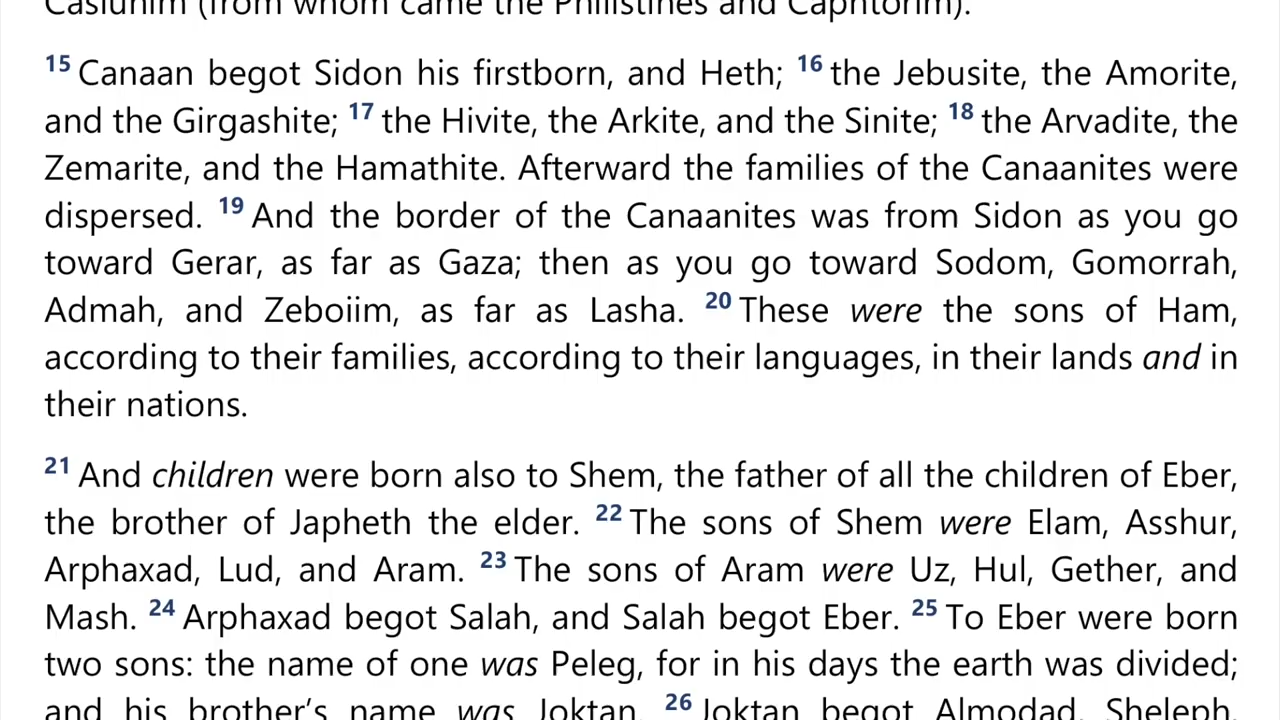 Casluhim (from whom came the Philistines and Caphtorim).
15 Canaan begot Sidon his firstborn, and Heth; 16 the Jebusite, the Amorite,
and the Girgashite; 17 the Hivite, the Arkite, and the Sinite; 18 the Arvadite, the
Zemarite, and the Hamathite. Afterward the families of the Canaanites were
dispersed. 19 And the border of the Canaanites was from Sidon as you go
toward Gerar, as far as Gaza; then as you go toward Sodom, Gomorrah,
Admah, and Zeboiim, as far as Lasha. 20 These were the sons of Ham,
according to their families, according to their languages, in their lands and in
their nations.
21 And children were born also to Shem, the father of all the children of Eber,
the brother of Japheth the elder. 22 The sons of Shem were Elam, Asshur,
Arphaxad, Lud, and Aram. 23 The sons of Aram were Uz, Hul, Gether, and
Mash. 24 Arphaxad begot Salah, and Salah begot Eber. 25 To Eber were born
two sons: the name of one was Peleg, for in his days the earth was divided;
and his brother’s name was Joktan. 26 Joktan begot Almodad, Sheleph,